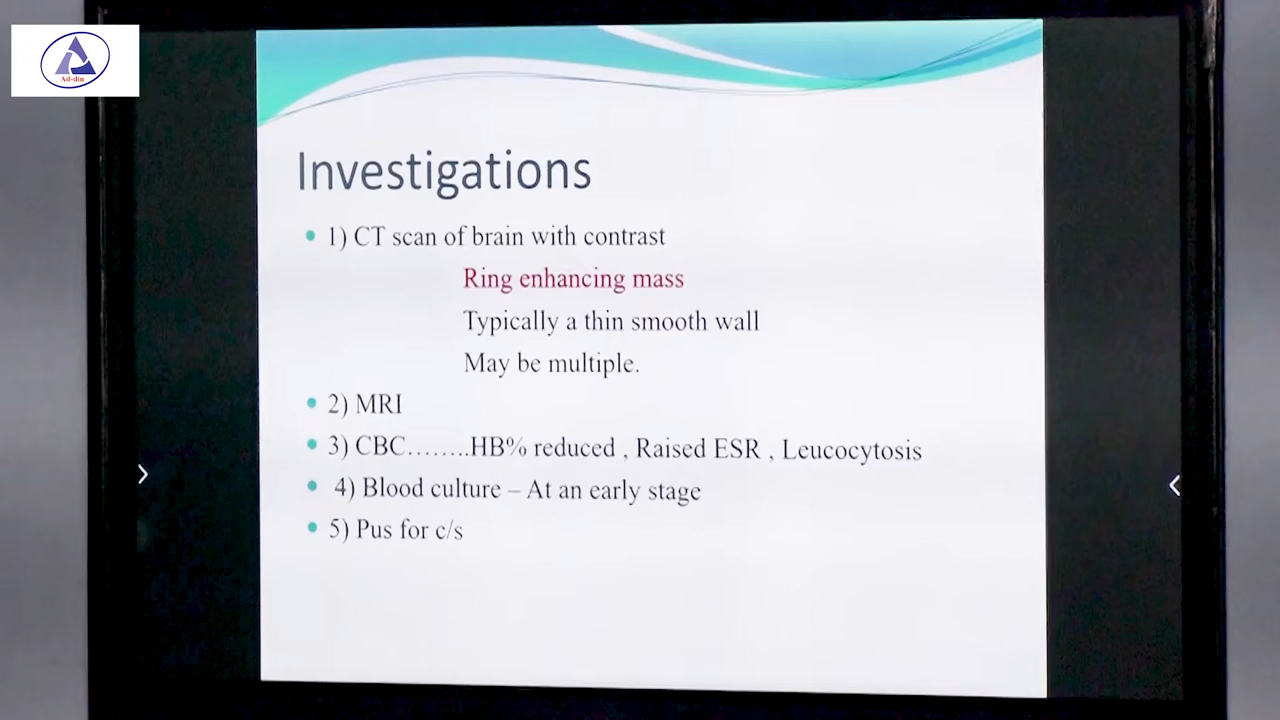 Ad-din
Investigations
1) CT scan of brain with contrast
Ring enhancing mass
Typically a thin smooth wall
May be multiple.
2) MRI
3) CBC........HB% reduced , Raised ESR , Leucocytosis
4) Blood culture – At an early stage
5) Pus for c/s